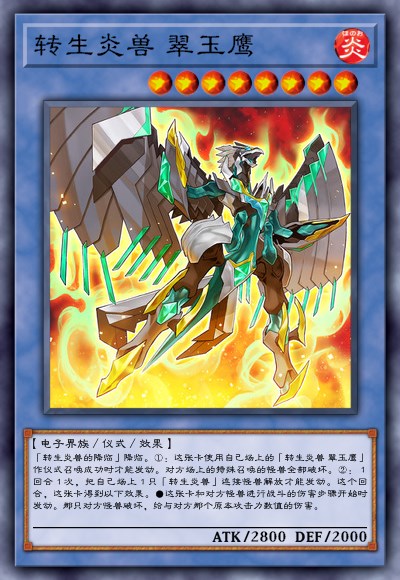 转生炎兽 翠玉鹰
ほのお
炎
【电子界族／仪式／效果】
「转生炎兽的降临」降临。①：这张卡使用自己场上的「转生炎兽 翠玉鹰」
作仪式召唤成功时才能发动。对方场上的特殊召唤的怪兽全部破坏。②：1
回合1次，把自己场上1只「转生炎兽」连接怪兽解放才能发动。这个回
合，这张卡得到以下效果。●这张卡和对方怪兽进行战斗的伤害步骤开始时
发动。那只对方怪兽破坏，给与对方那个原本攻击力数值的伤害。
ATK/2800 DEF/2000